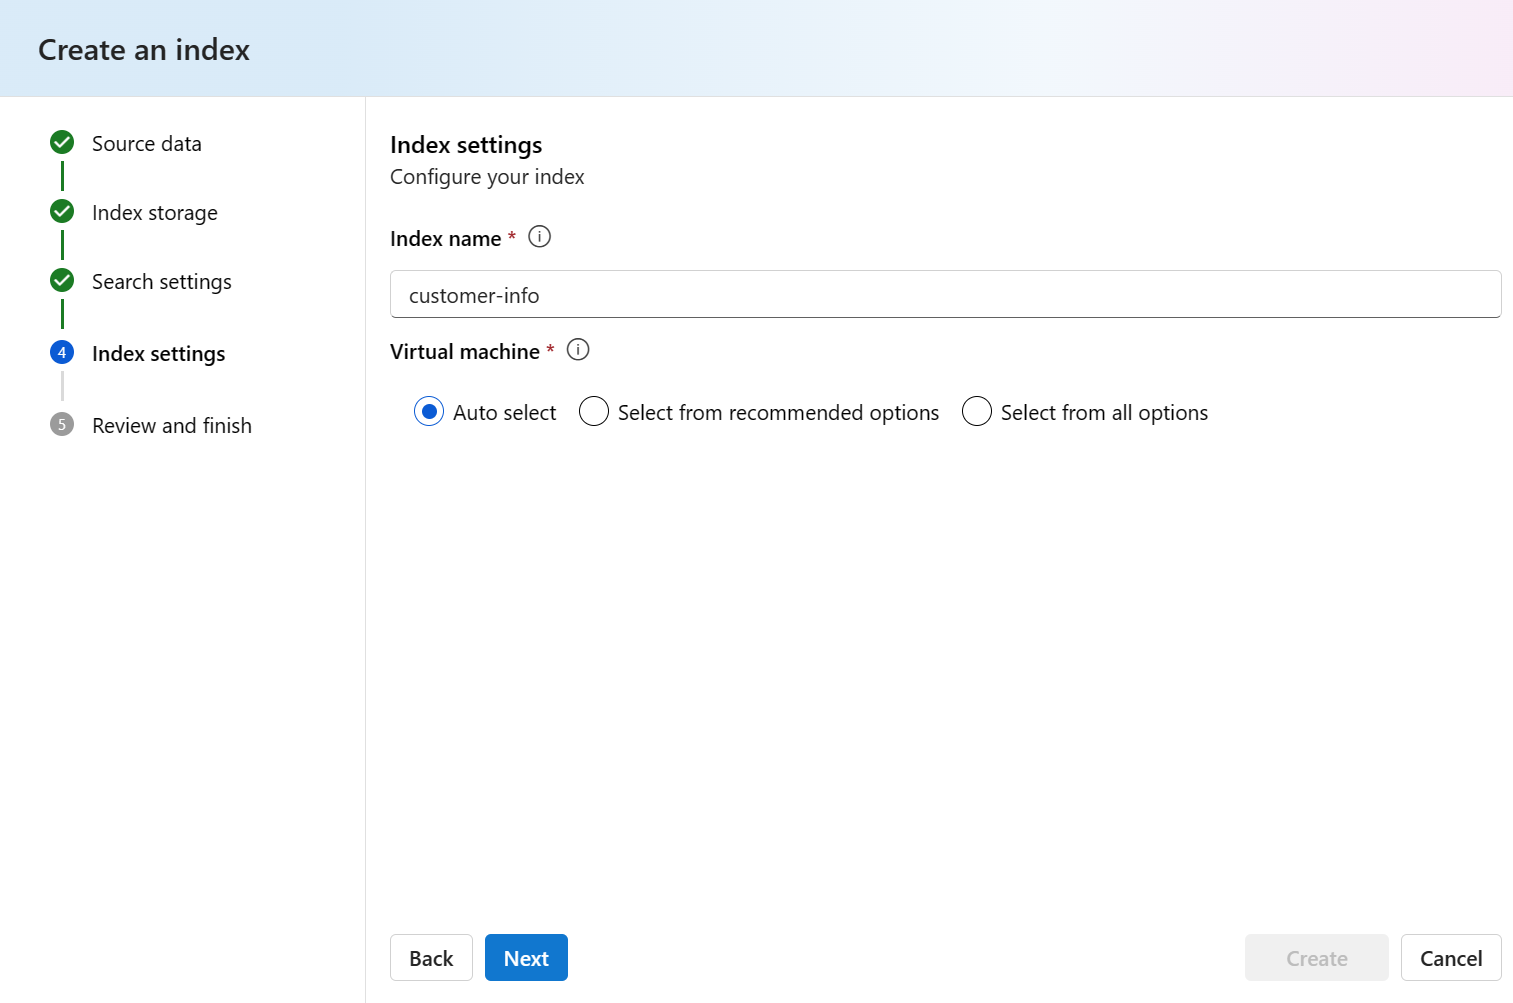 Create an index
Source data
Index storage
Search settings
4 Index settings
5 Review and finish
Index settings
Configure your index
Index name *
customer-info
Virtual machine *
Auto select Select from recommended options Select from all options
Back Next Create Cancel